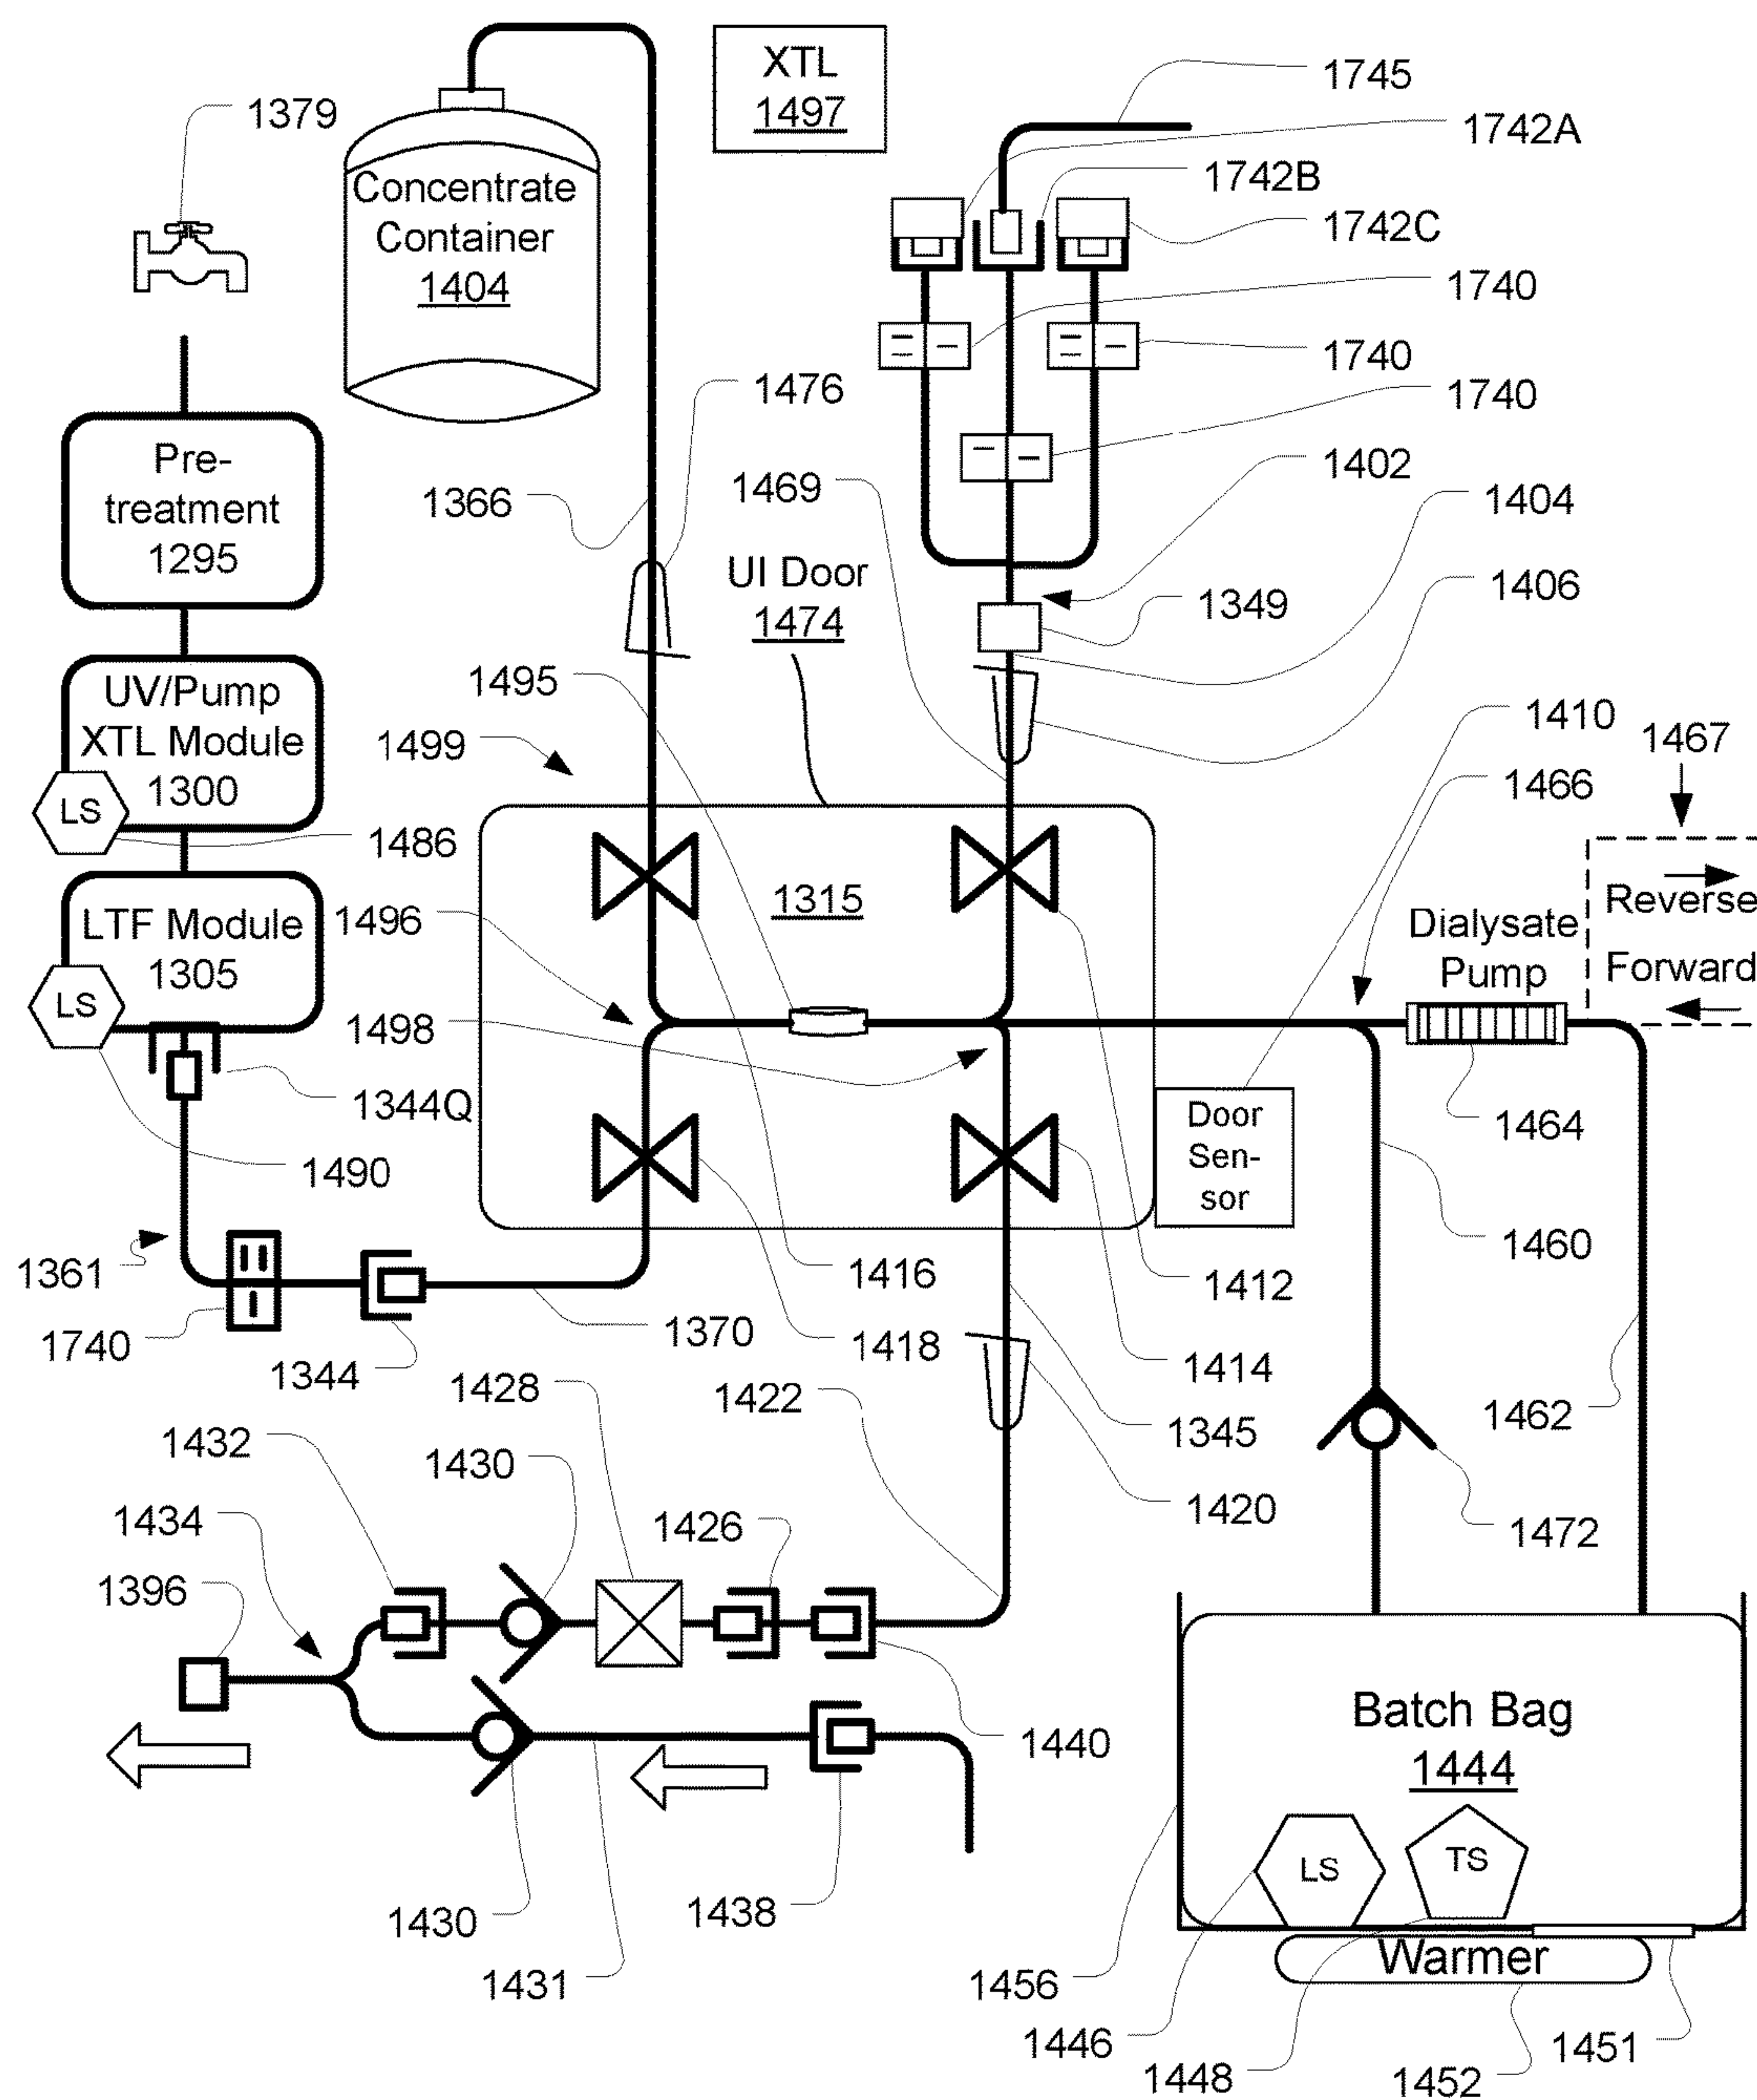 XTL
1497
1745
1742A
1742B
1742C
1379
Concentrate
Container
1404
1740
1740
1740
1476
1402
1469
1404
1366
Pre-
treatment
1295
UI Door
1474
1406
1349
1495
1410
1467
1466
1499
UV/Pump
XTL Module
1300
LS
1486
1315
Reverse
Forward
Dialysate
Pump
1496
LTF Module
1305
LS
1498
1344Q
1490
Door
Sen-
sor
1464
1460
1361
1416
1412
1740
1370
1418
1344
1414
1428
1422
1462
1345
1432
1430
1420
1434
1426
1472
1396
1440
Batch Bag
1444
LS
TS
1430
1438
1431
1456
Warmer
1446
1448
1452
1451